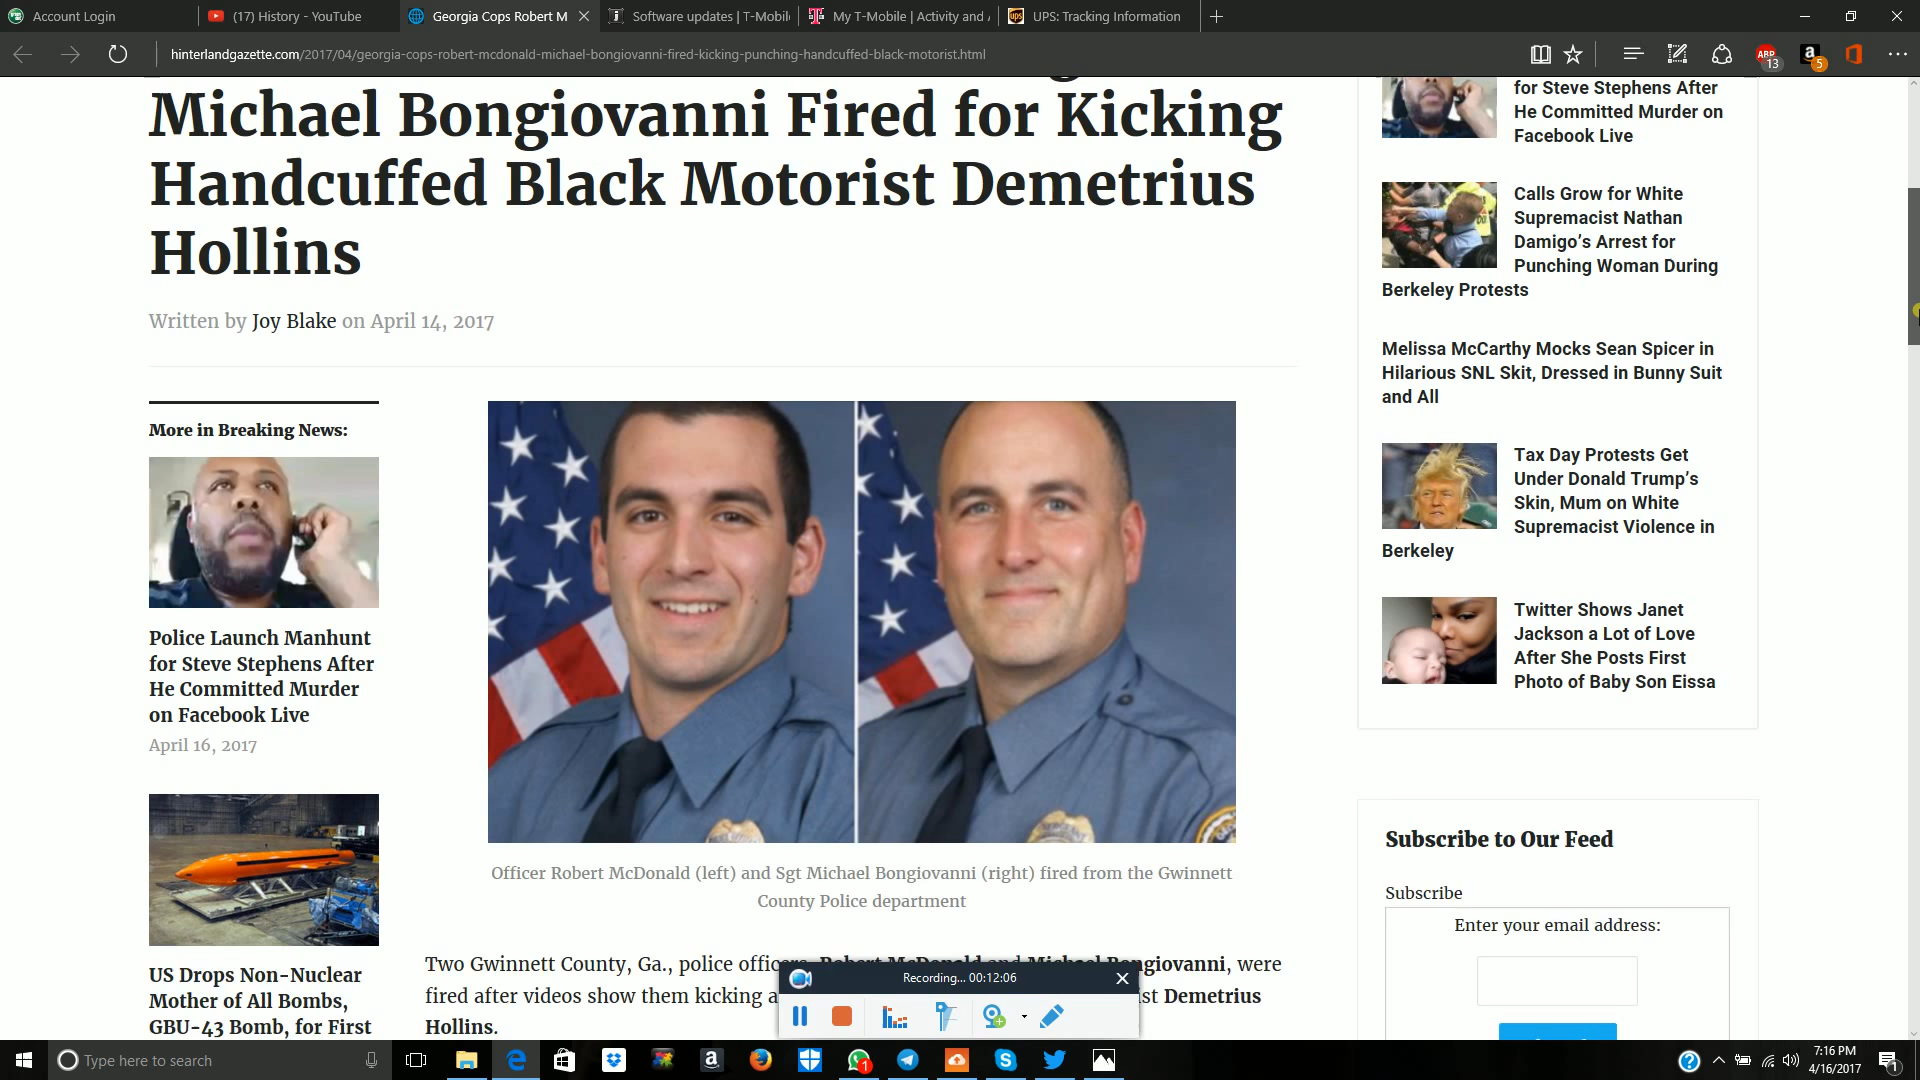 Account Login
(17) History - YouTube
Georgia Cops Robert M
Software updates | T-Mobil
My T-Mobile | Activity and
UPS: Tracking Information
hinterlandgazette.com/2017/04/georgia-cops-robert-mcdonald-michael-bongiovanni-fired-kicking-punching-handcuffed-black-motorist.html
ABP
13
5
Michael Bongiovanni Fired for Kicking
Handcuffed Black Motorist Demetrius
Hollins
Written by Joy Blake on April 14, 2017
More in Breaking News:
Police Launch Manhunt
for Steve Stephens After
He Committed Murder
on Facebook Live
April 16, 2017
US Drops Non-Nuclear
Mother of All Bombs,
GBU-43 Bomb, for First
Officer Robert McDonald (left) and Sgt Michael Bongiovanni (right) fired from the Gwinnett
County Police department
Two Gwinnett County, Ga., police officers, Robert McDonald and Michael Bongiovanni, were
fired after videos show them kicking a
Demetrius
Hollins.
for Steve Stephens After
He Committed Murder on
Facebook Live
Calls Grow for White
Supremacist Nathan
Damigo’s Arrest for
Punching Woman During
Berkeley Protests
Melissa McCarthy Mocks Sean Spicer in
Hilarious SNL Skit, Dressed in Bunny Suit
and All
Tax Day Protests Get
Under Donald Trump’s
Skin, Mum on White
Supremacist Violence in
Berkeley
Twitter Shows Janet
Jackson a Lot of Love
After She Posts First
Photo of Baby Son Eissa
Subscribe to Our Feed
Subscribe
Enter your email address:
Recording... 00:12:06
Type here to search
1
7:16 PM
4/16/2017
1